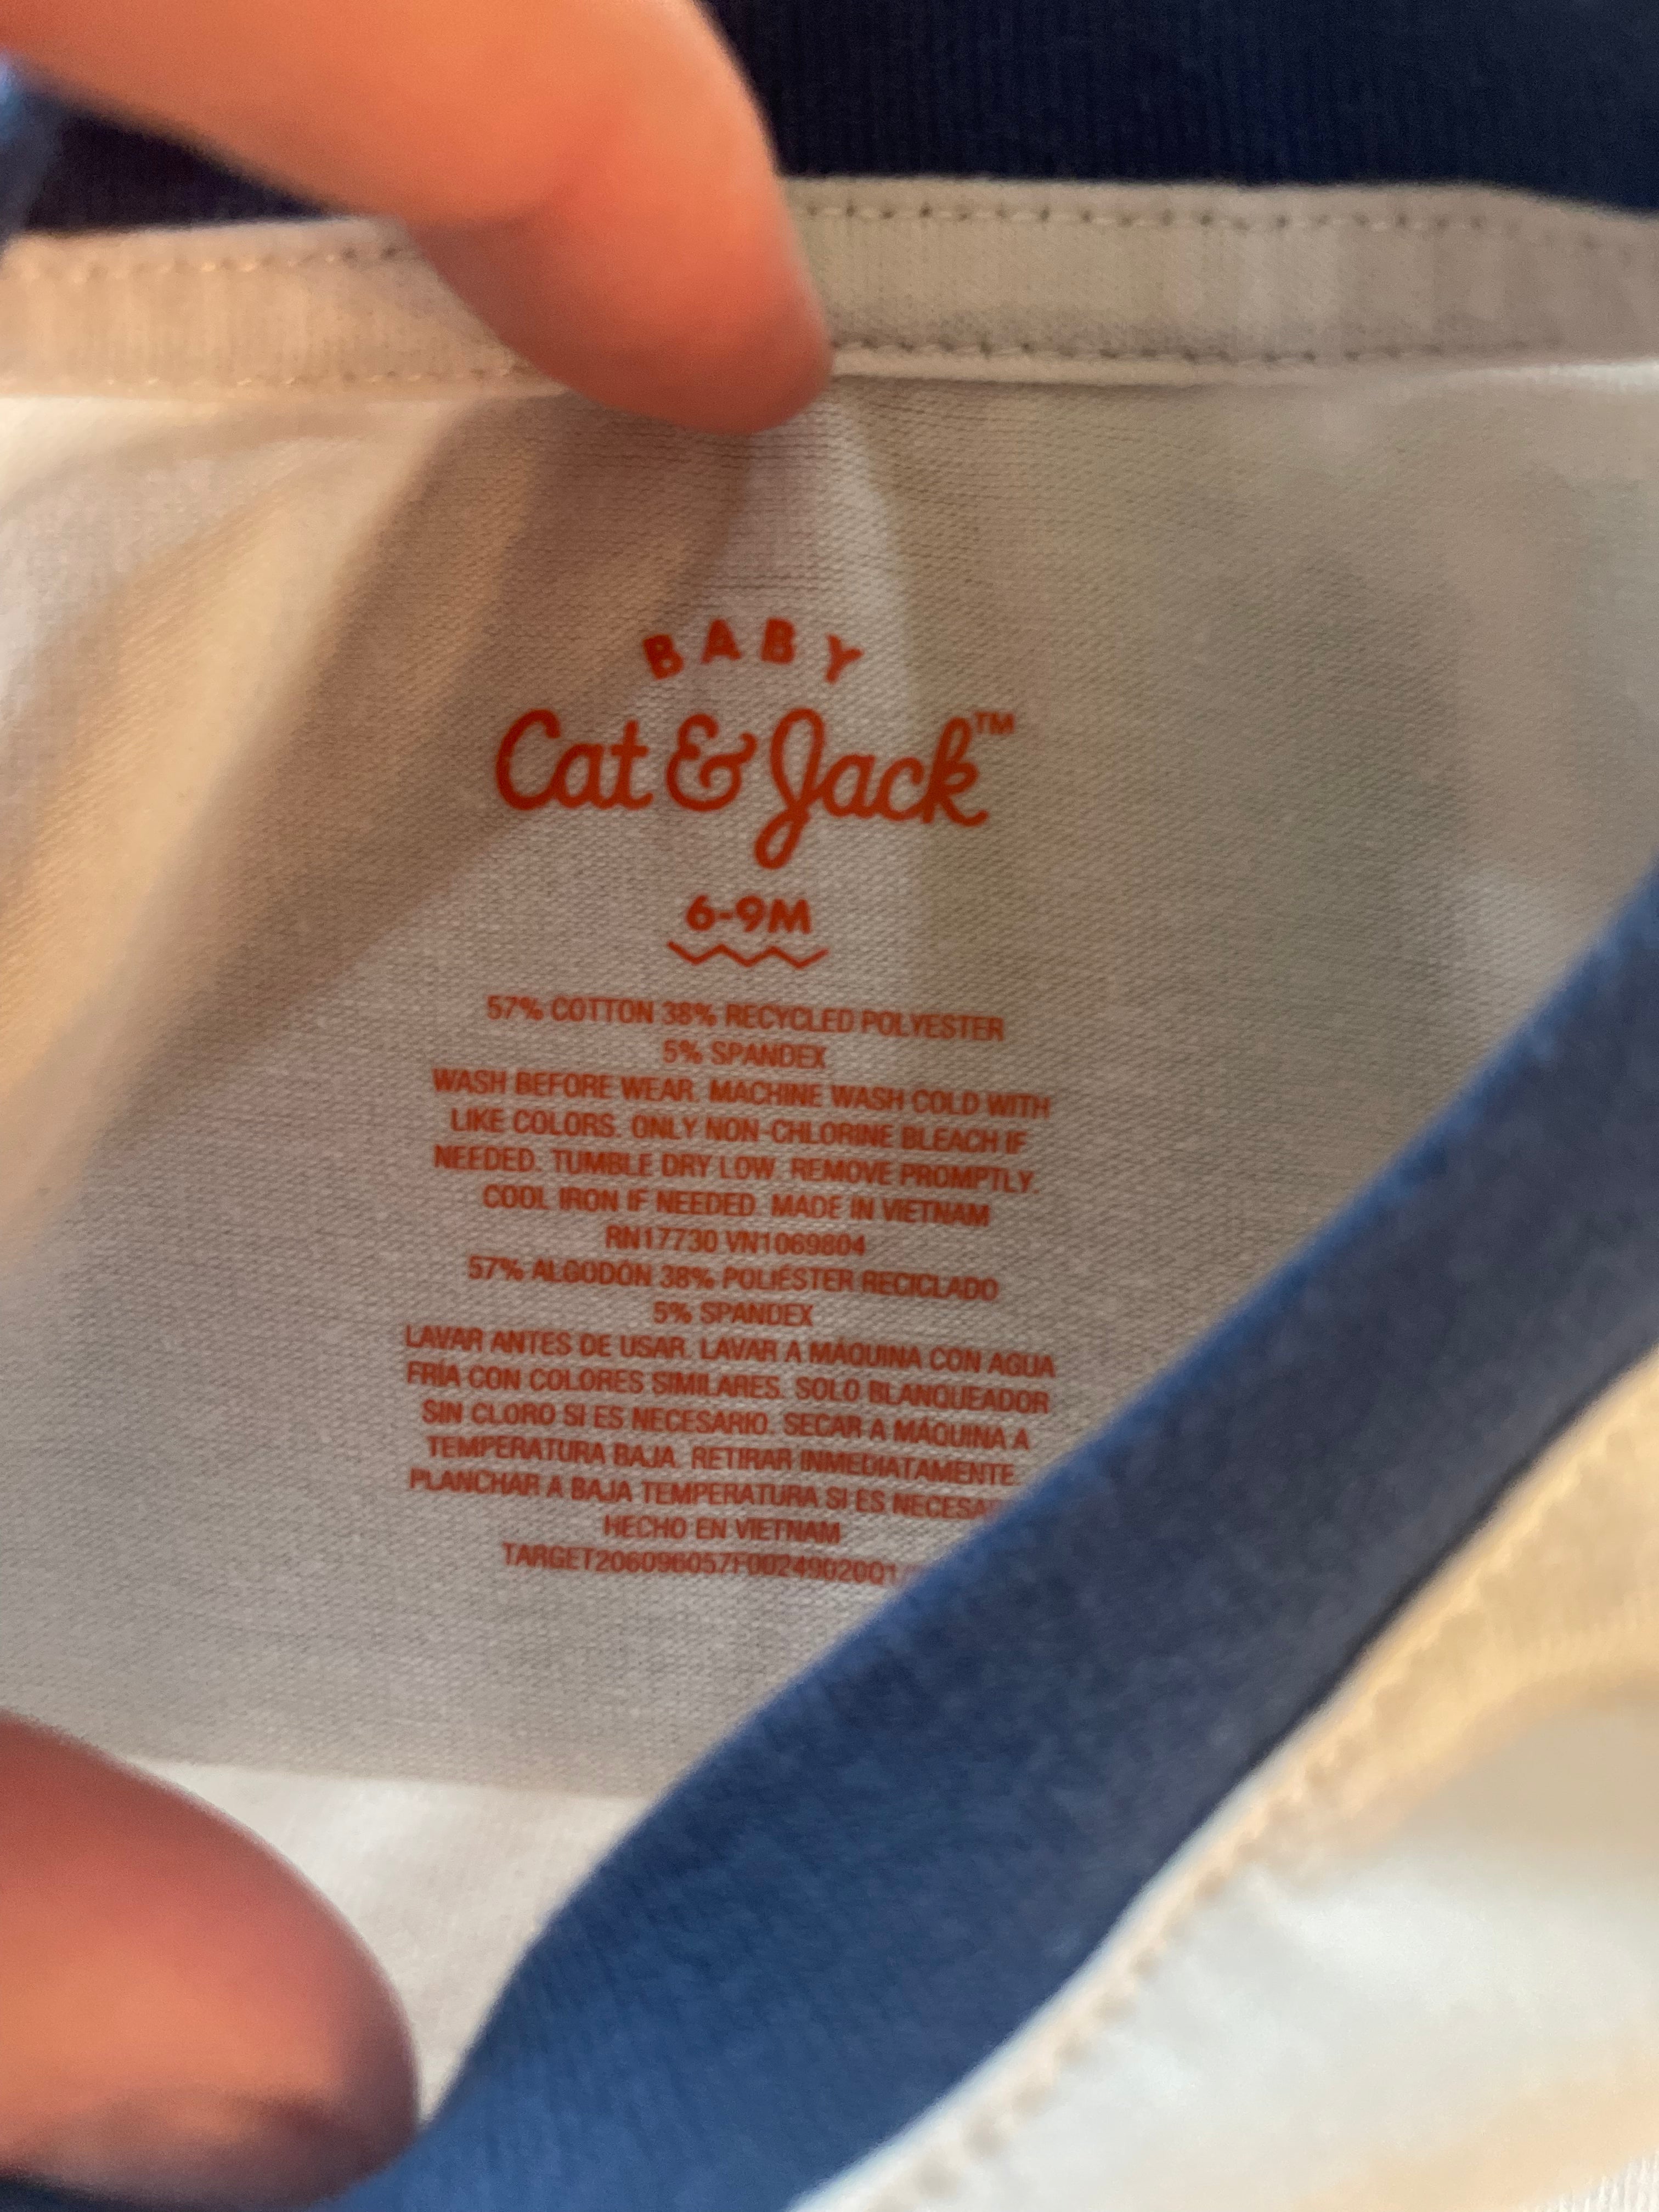 BABY
Cat & Jack™
6-9M
57% COTTON 38% RECYCLED POLYESTER
5% SPANDEX
WASH BEFORE WEAR. MACHINE WASH COLD WITH
LIKE COLORS. ONLY NON-CHLORINE BLEACH IF
NEEDED. TUMBLE DRY LOW. REMOVE PROMPTLY.
COOL IRON IF NEEDED. MADE IN VIETNAM
RN17730 VN1069804
57% ALGODÓN 38% POLIÉSTER RECICLADO
5% SPANDEX
LAVAR ANTES DE USAR. LAVAR A MÁQUINA CON AGUA
FRÍA CON COLORES SIMILARES. SOLO BLANQUEADOR
SIN CLORO SI ES NECESARIO. SECAR A MÁQUINA A
TEMPERATURA BAJA. RETIRAR INMEDIATAMENTE.
PLANCHAR A BAJA TEMPERATURA SI ES
HECHO EN VIETNAM